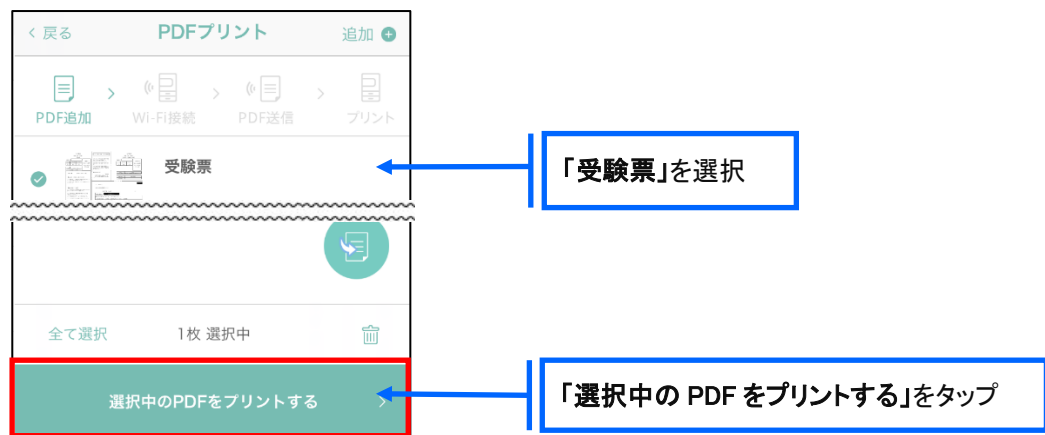 < 戻る PDFプリント 追加
PDF追加 Wi-Fi接続 PDF送信 プリント
受験票
「受験票」を選択
全て選択 1枚 選択中
選択中のPDFをプリントする
「選択中の PDF をプリントする」をタップ